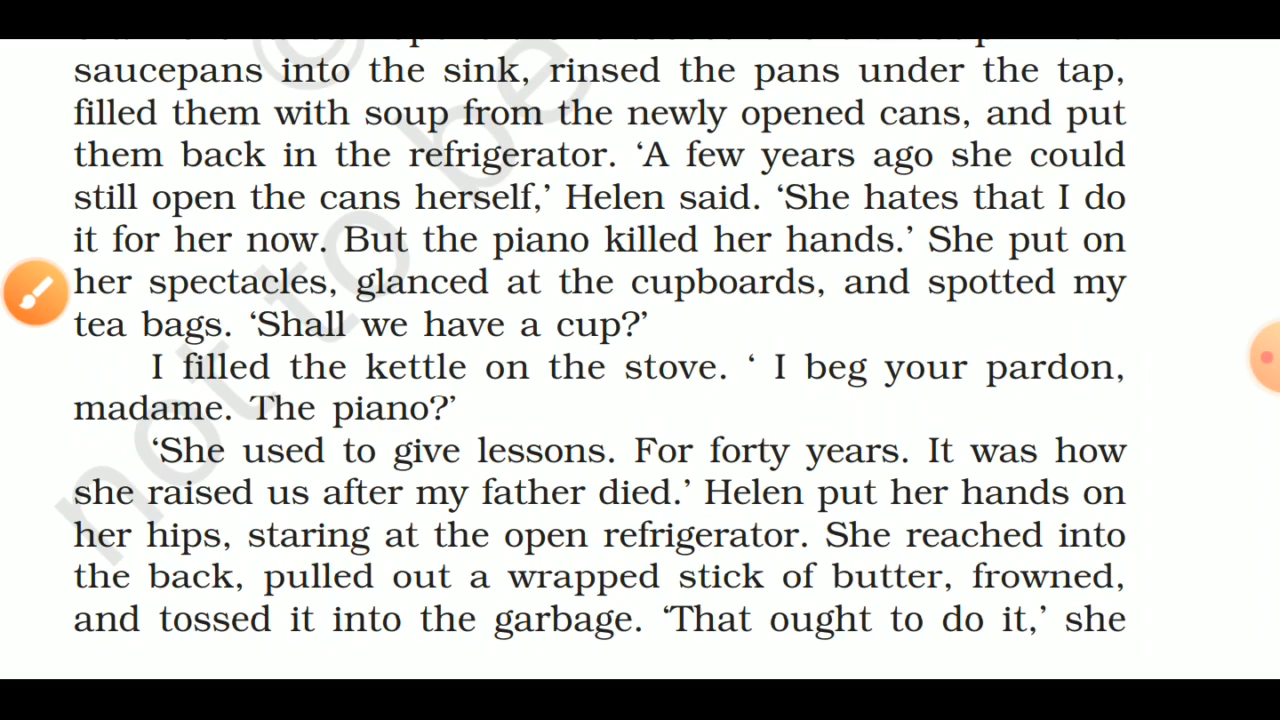 saucepans into the sink, rinsed the pans under the tap,
filled them with soup from the newly opened cans, and put
them back in the refrigerator. ‘A few years ago she could
still open the cans herself,’ Helen said. ‘She hates that I do
it for her now. But the piano killed her hands.’ She put on
her spectacles, glanced at the cupboards, and spotted my
tea bags. ‘Shall we have a cup?’
I filled the kettle on the stove. ‘ I beg your pardon,
madame. The piano?’
‘She used to give lessons. For forty years. It was how
she raised us after my father died.’ Helen put her hands on
her hips, staring at the open refrigerator. She reached into
the back, pulled out a wrapped stick of butter, frowned,
and tossed it into the garbage. ‘That ought to do it,’ she
not to be